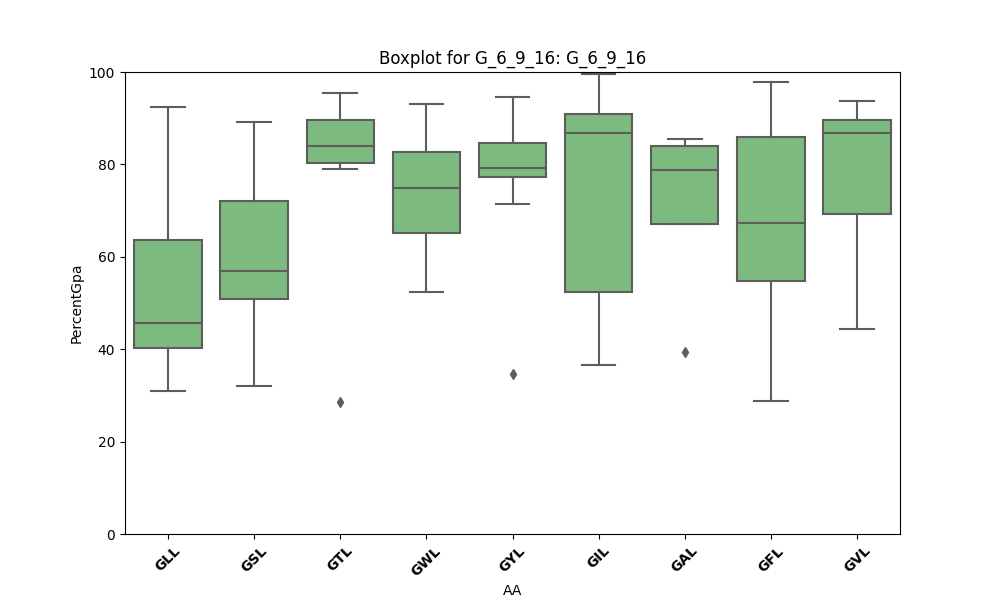 Boxplot for G_6_9_16: G_6_9_16
100
80
60
40
20
0
PercentGpa
GLL
GSL
GTL
GWL
GYL
GIL
GAL
GFL
GVL
AA